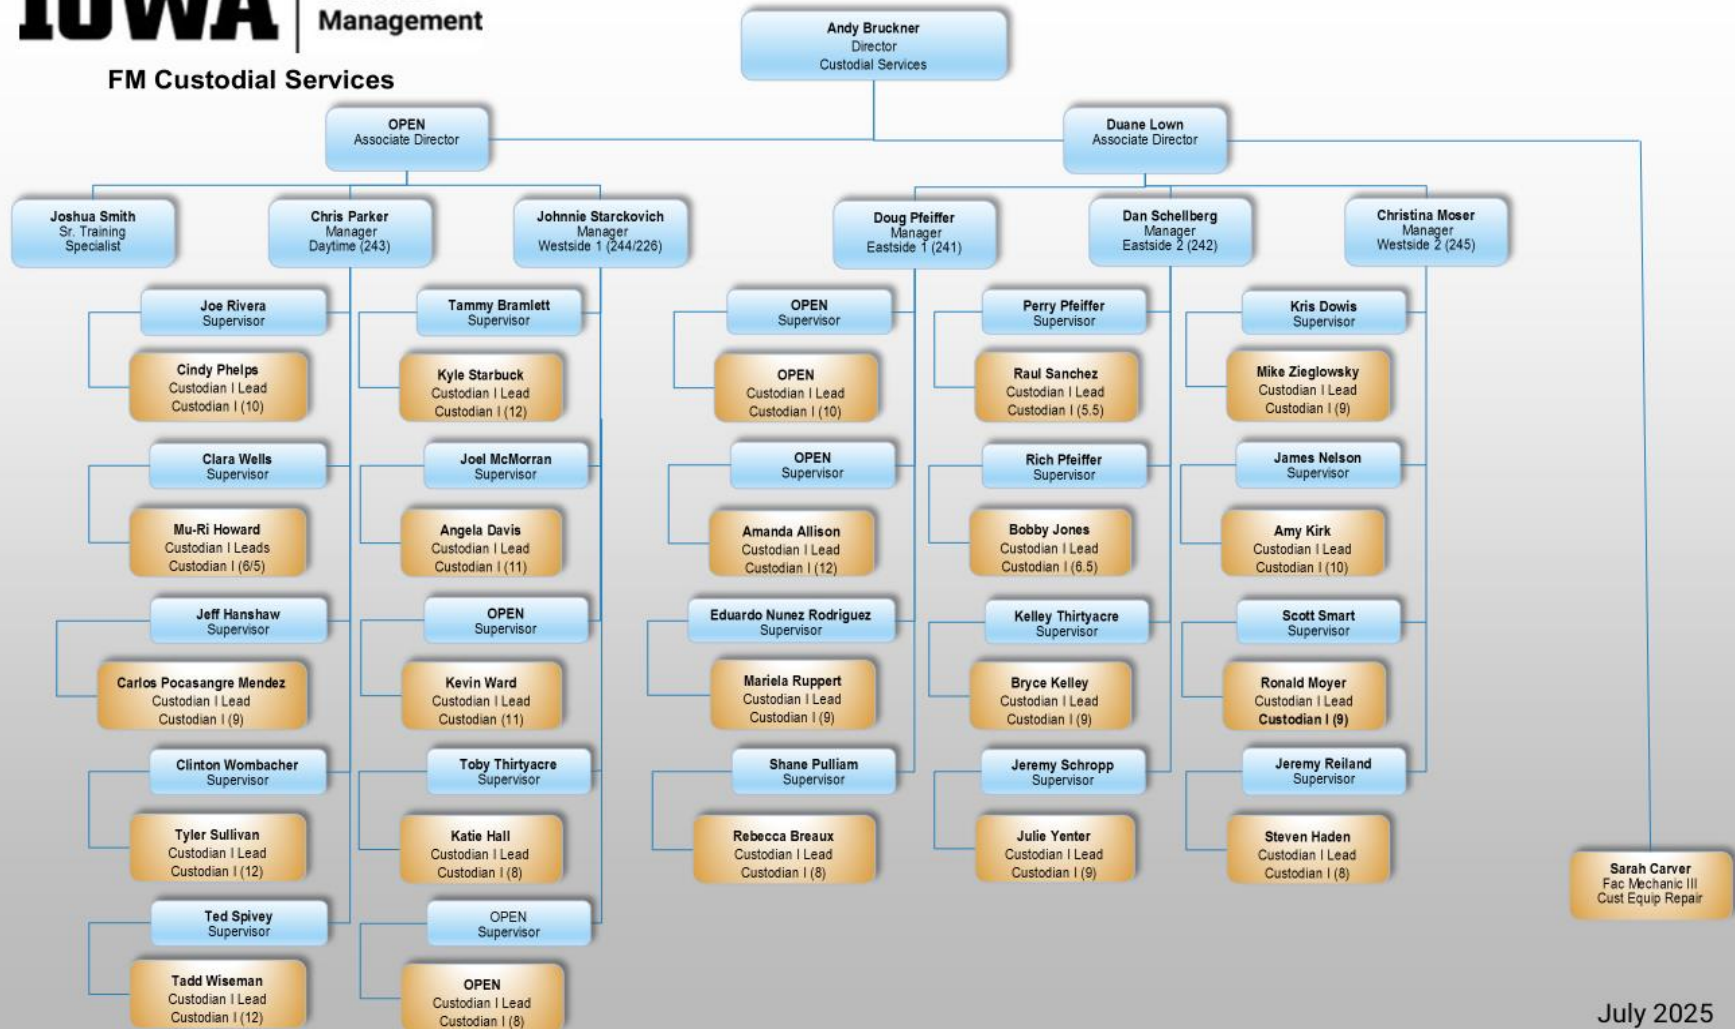 IOWA
Management
FM Custodial Services
Andy Bruckner
Director
Custodial Services
OPEN
Associate Director
Duane Lown
Associate Director
Joshua Smith
Sr. Training
Specialist
Chris Parker
Manager
Daytime (243)
Johnnie Starckovich
Manager
Westside 1 (244/226)
Doug Pfeiffer
Manager
Eastside 1 (241)
Dan Schellberg
Manager
Eastside 2 (242)
Christina Moser
Manager
Westside 2 (245)
Joe Rivera
Supervisor
Cindy Phelps
Custodian I Lead
Custodian I (10)
Clara Wells
Supervisor
Mu-Ri Howard
Custodian I Leads
Custodian I (6/5)
Jeff Hanshaw
Supervisor
Carlos Pocasangre Mendez
Custodian I Lead
Custodian I (9)
Clinton Wombacher
Supervisor
Tyler Sullivan
Custodian I Lead
Custodian I (12)
Ted Spivey
Supervisor
Tadd Wiseman
Custodian I Lead
Custodian I (12)
Tammy Bramlett
Supervisor
Kyle Starbuck
Custodian I Lead
Custodian I (12)
Joel McMorran
Supervisor
Angela Davis
Custodian I Lead
Custodian I (11)
OPEN
Supervisor
Kevin Ward
Custodian I Lead
Custodian (11)
Toby Thirtyacre
Supervisor
Katie Hall
Custodian I Lead
Custodian I (8)
OPEN
Supervisor
OPEN
Custodian I Lead
Custodian I (8)
OPEN
Supervisor
OPEN
Custodian I Lead
Custodian I (10)
OPEN
Supervisor
Amanda Allison
Custodian I Lead
Custodian I (12)
Eduardo Nunez Rodriguez
Supervisor
Mariela Ruppert
Custodian I Lead
Custodian I (9)
Shane Pulliam
Supervisor
Rebecca Breaux
Custodian I Lead
Custodian I (8)
Perry Pfeiffer
Supervisor
Raul Sanchez
Custodian I Lead
Custodian I (5.5)
Rich Pfeiffer
Supervisor
Bobby Jones
Custodian I Lead
Custodian I (6.5)
Kelley Thirtyacre
Supervisor
Bryce Kelley
Custodian I Lead
Custodian I (9)
Jeremy Schropp
Supervisor
Julie Yenter
Custodian I Lead
Custodian I (9)
Kris Dowis
Supervisor
Mike Zieglowsky
Custodian I Lead
Custodian I (9)
James Nelson
Supervisor
Amy Kirk
Custodian I Lead
Custodian I (10)
Scott Smart
Supervisor
Ronald Moyer
Custodian I Lead
Custodian I (9)
Jeremy Reiland
Supervisor
Steven Haden
Custodian I Lead
Custodian I (8)
Sarah Carver
Fac Mechanic III
Cust Equip Repair
July 2025